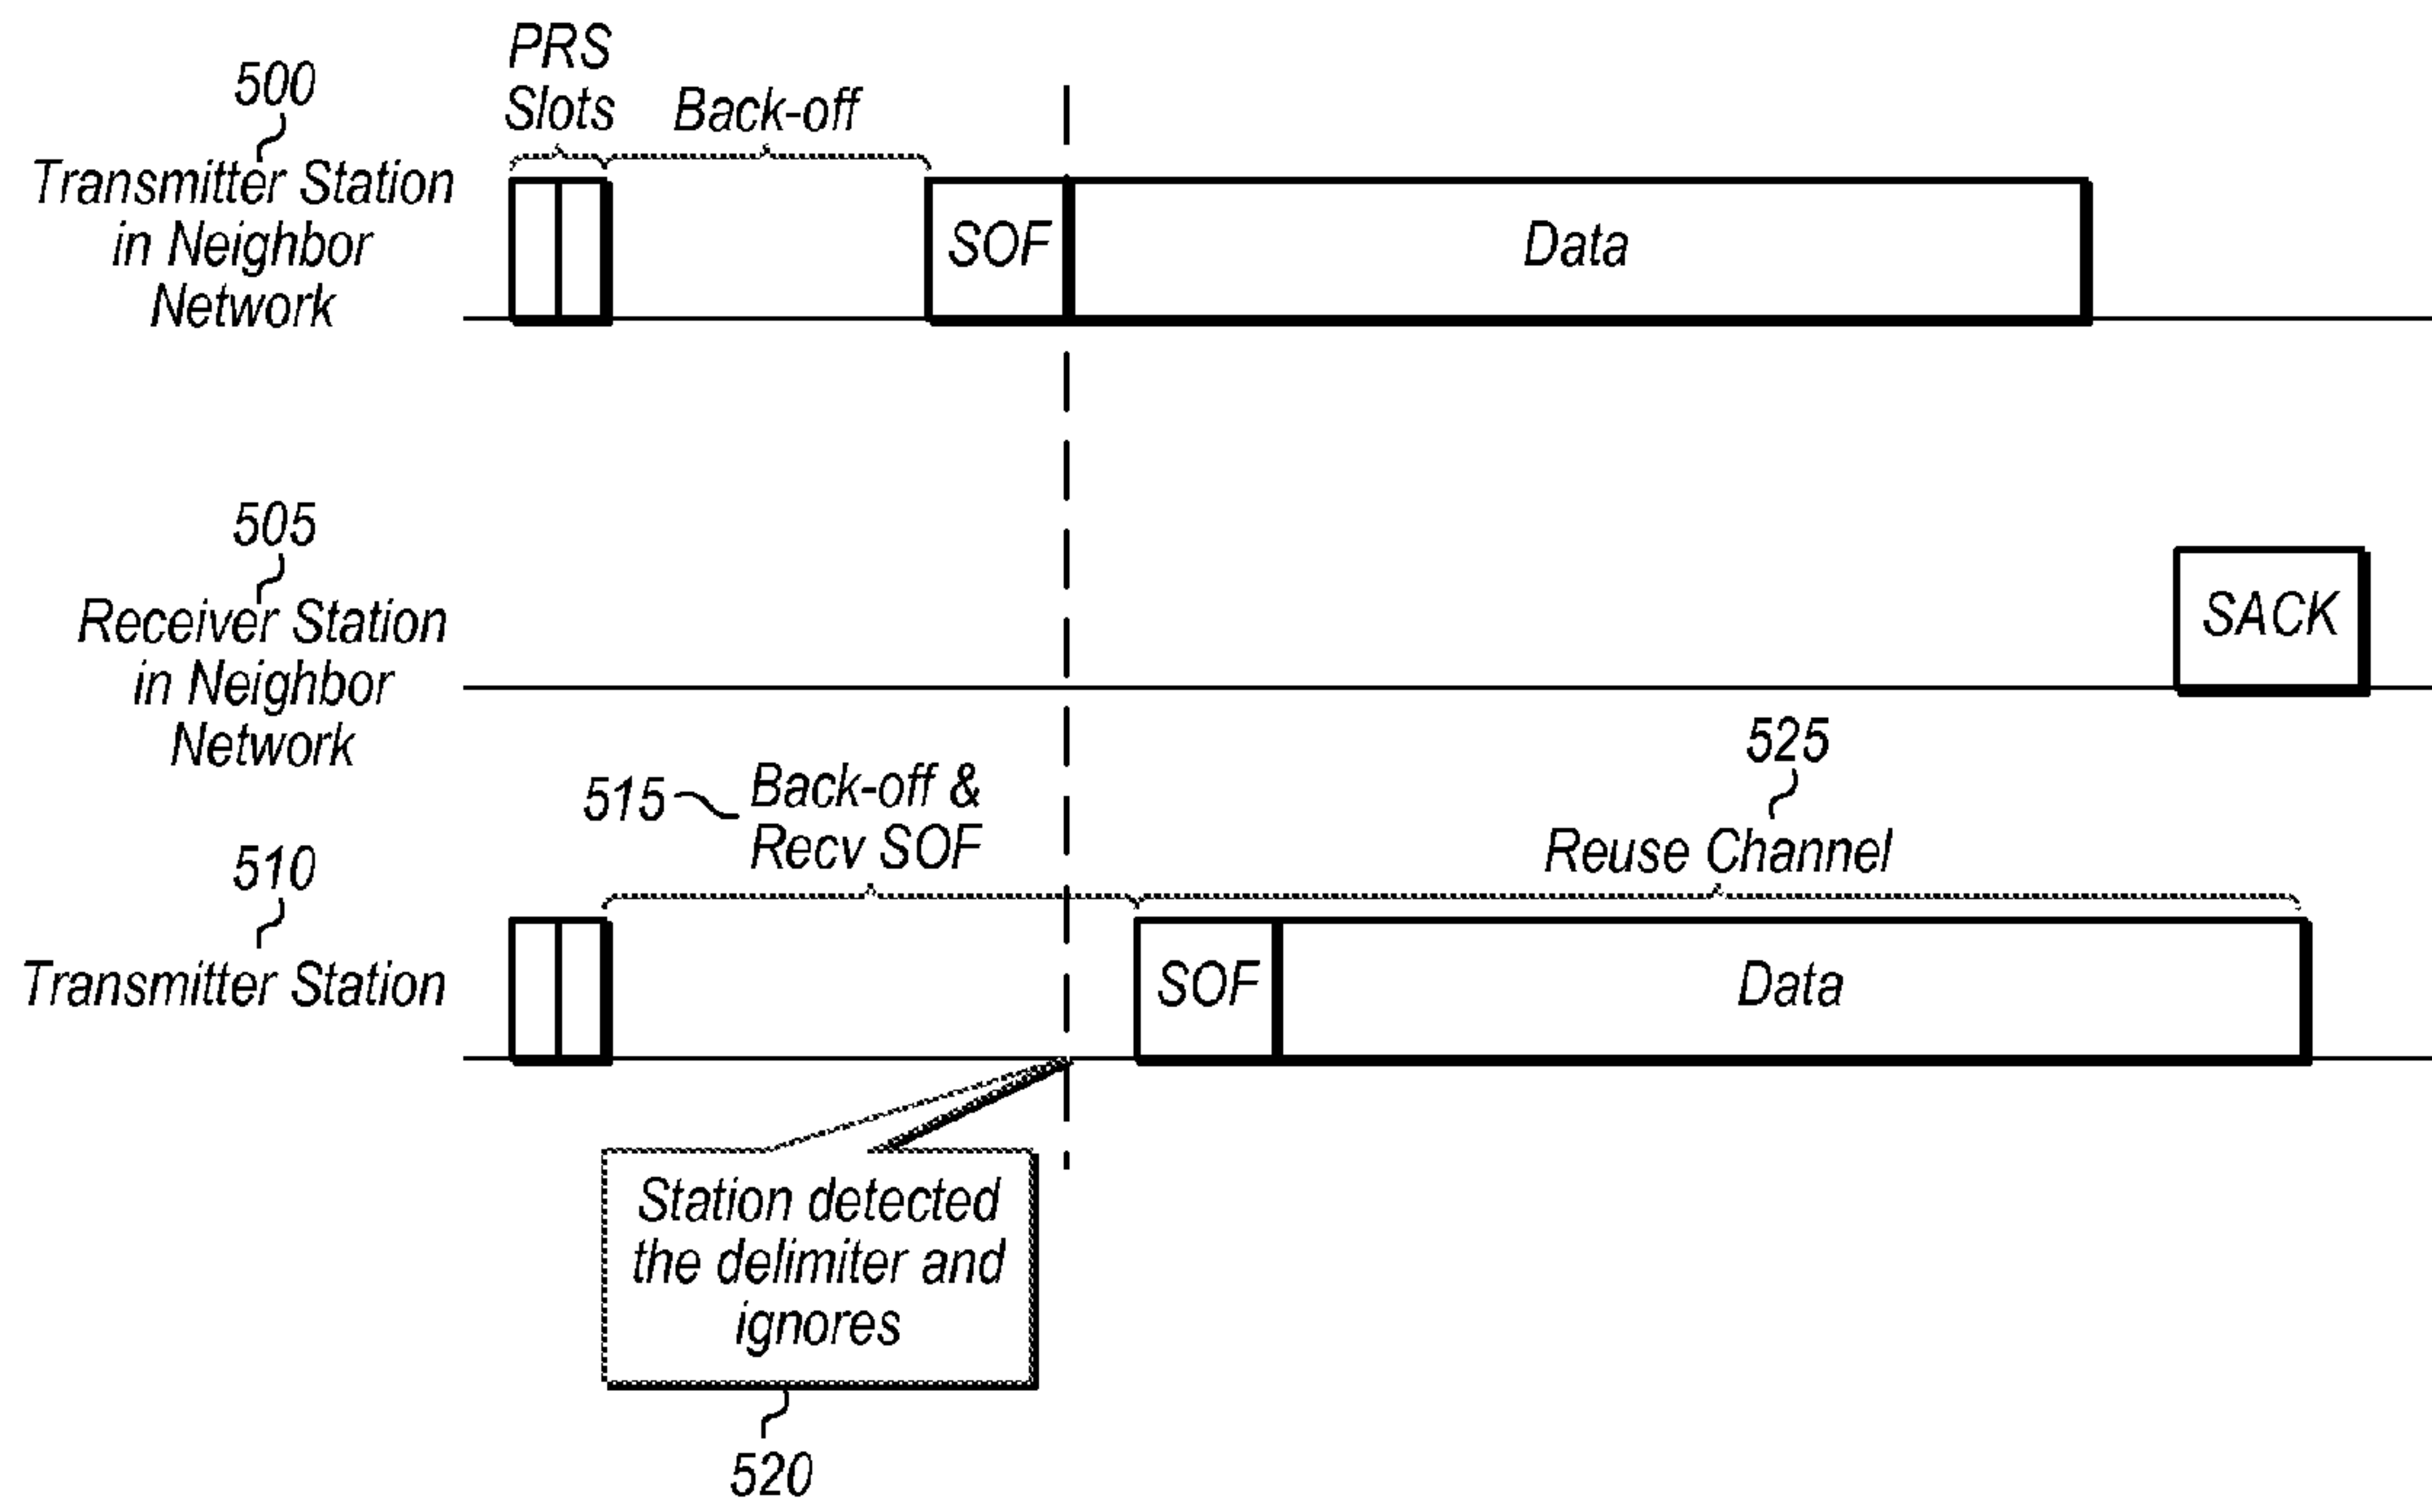 PRS
Slots
Back-off
500
Transmitter Station
in Neighbor
Network
SOF
Data
505
Receiver Station
in Neighbor
Network
SACK
525
515
Back-off &
Recv SOF
Reuse Channel
510
Transmitter Station
SOF
Data
Station detected
the delimiter and
ignores
520